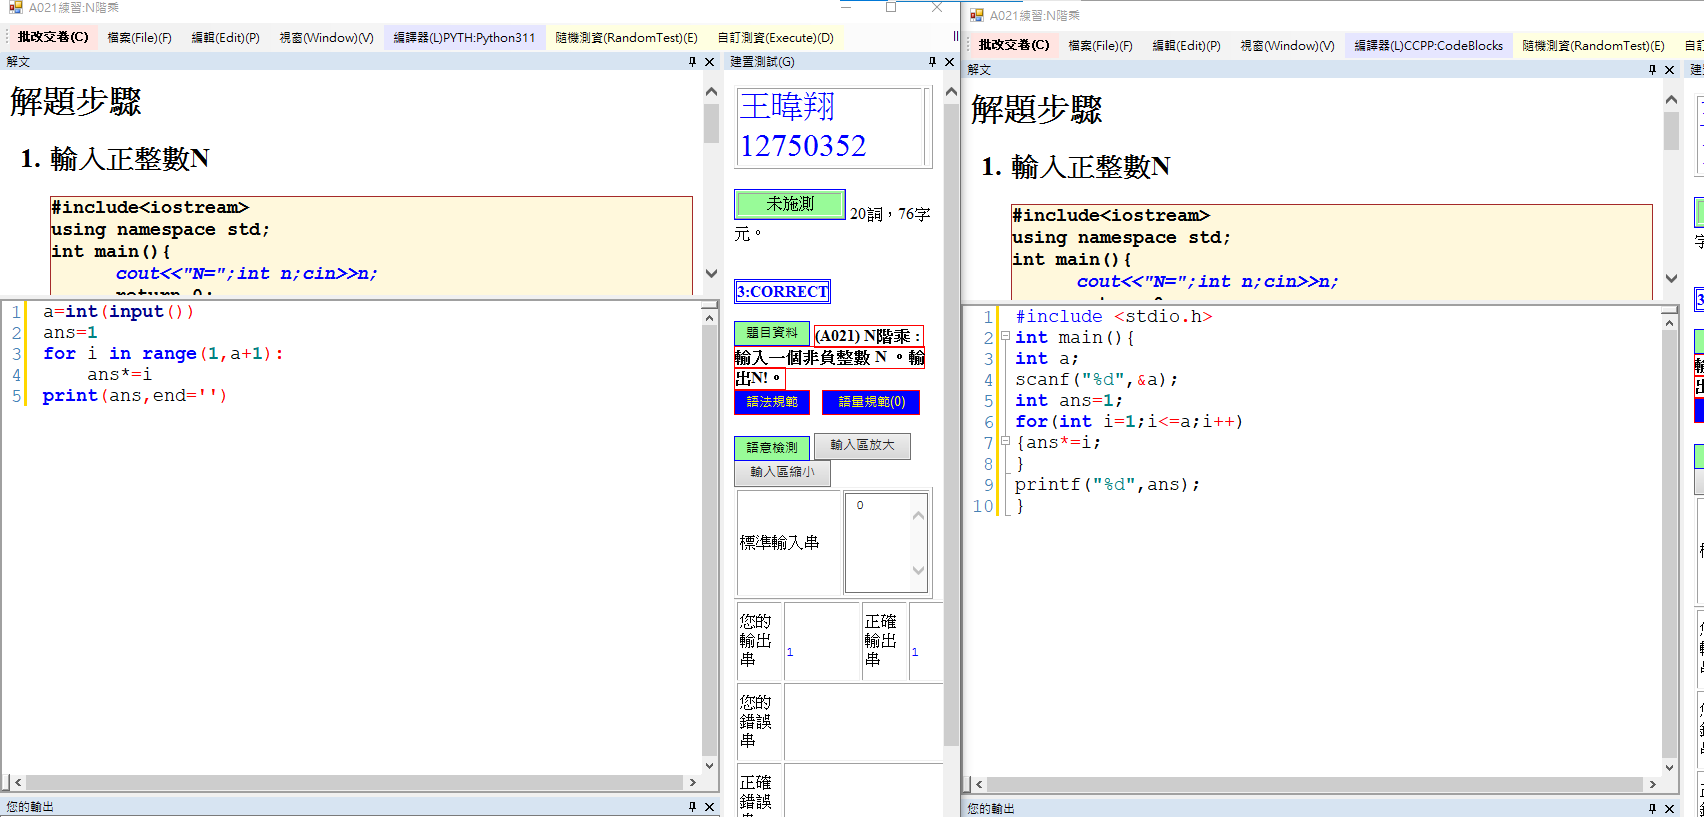 A021練習:N階乘
批改交卷(C) 檔案(File)(F) 編輯(Edit)(P) 視窗(Window)(V) 編譯器(L)PYTH:Python311 隨機測資(RandomTest)(E) 自訂測資(Execute)(D)
解文
解題步驟
1. 輸入正整數N
#include<iostream>
using namespace std;
int main(){
cout<<"N=";int n;cin>>n;
return 0;
1 a=int(input())
2 ans=1
3 for i in range(1,a+1):
4     ans*=i
5 print(ans,end='')
您的輸出
建置測試(G)
王暐翔
12750352
未施測 20詞，76字
元。
3:CORRECT
題目資料 (A021) N階乘：
輸入一個非負整數 N 。輸
出N!。
語法規範 語量規範(0)
語意檢測 輸入區放大
輸入區縮小
標準輸入串 0
您的
輸出
串
1
正確
輸出
串
1
您的
錯誤
串
正確
錯誤
A021練習:N階乘
批改交卷(C) 檔案(File)(F) 編輯(Edit)(P) 視窗(Window)(V) 編譯器(L)CCPP:CodeBlocks 隨機測資(RandomTest)(E) 自訂
解文
解題步驟
1. 輸入正整數N
#include<iostream>
using namespace std;
int main(){
cout<<"N=";int n;cin>>n;
1 #include <stdio.h>
2 int main(){
3 int a;
4 scanf("%d",&a);
5 int ans=1;
6 for(int i=1;i<=a;i++)
7 {ans*=i;
8 }
9 printf("%d",ans);
10 }
您的輸出